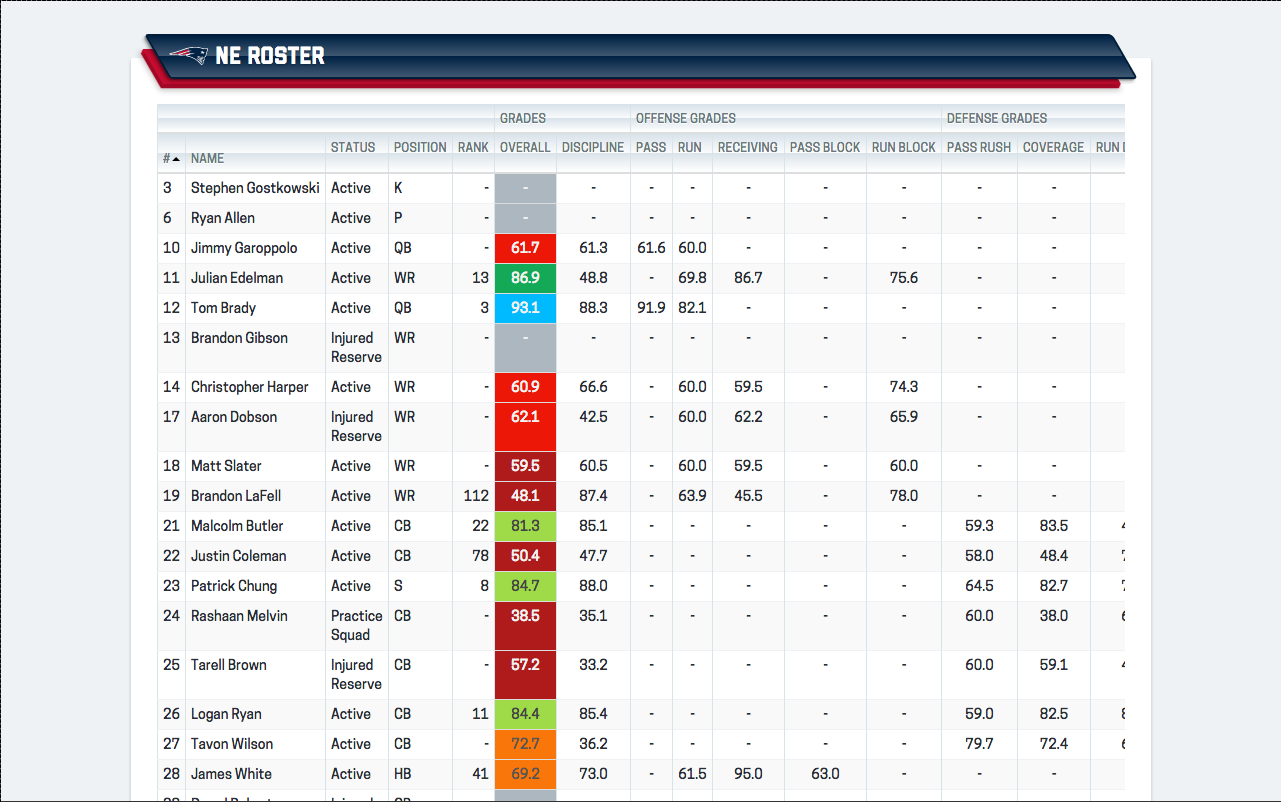 NE ROSTER
GRADES OFFENSE GRADES DEFENSE GRADES
# NAME STATUS POSITION RANK OVERALL DISCIPLINE PASS RUN RECEIVING PASS BLOCK RUN BLOCK PASS RUSH COVERAGE RUN
3 Stephen Gostkowski Active K - - - - - - - - - -
6 Ryan Allen Active P - - - - - - - - - -
10 Jimmy Garoppolo Active QB - 61.7 61.3 61.6 60.0 - - - - -
11 Julian Edelman Active WR 13 86.9 48.8 - 69.8 86.7 - 75.6 - -
12 Tom Brady Active QB 3 93.1 88.3 91.9 82.1 - - - - -
13 Brandon Gibson Injured Reserve WR - - - - - - - - - -
14 Christopher Harper Active WR - 60.9 66.6 - 60.0 59.5 - 74.3 - -
17 Aaron Dobson Injured Reserve WR - 62.1 42.5 - 60.0 62.2 - 65.9 - -
18 Matt Slater Active WR - 59.5 60.5 - 60.0 59.5 - 60.0 - -
19 Brandon LaFell Active WR 112 48.1 87.4 - 63.9 45.5 - 78.0 - -
21 Malcolm Butler Active CB 22 81.3 85.1 - - - - - 59.3 83.5
22 Justin Coleman Active CB 78 50.4 47.7 - - - - - 58.0 48.4
23 Patrick Chung Active S 8 84.7 88.0 - - - - - 64.5 82.7
24 Rashaan Melvin Practice Squad CB - 38.5 35.1 - - - - - 60.0 38.0
25 Tarell Brown Injured Reserve CB - 57.2 33.2 - - - - - 60.0 59.1
26 Logan Ryan Active CB 11 84.4 85.4 - - - - - 59.0 82.5
27 Tavon Wilson Active CB - 72.7 36.2 - - - - - 79.7 72.4
28 James White Active HB 41 69.2 73.0 - 61.5 95.0 63.0 - - -